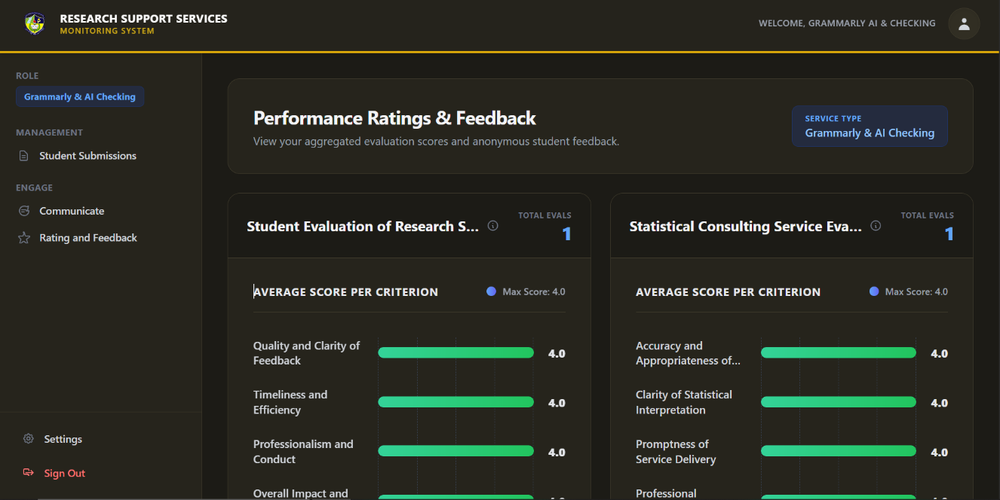 RESEARCH SUPPORT SERVICES
MONITORING SYSTEM
WELCOME, GRAMMARLY AI & CHECKING
ROLE
Grammarly & AI Checking
MANAGEMENT
Student Submissions
ENGAGE
Communicate
Rating and Feedback
Settings
Sign Out
Performance Ratings & Feedback
View your aggregated evaluation scores and anonymous student feedback.
SERVICE TYPE
Grammarly & AI Checking
Student Evaluation of Research S...
TOTAL EVALS
1
AVERAGE SCORE PER CRITERION
Max Score: 4.0
Quality and Clarity of
Feedback
4.0
Timeliness and
Efficiency
4.0
Professionalism and
Conduct
4.0
Overall Impact and
Statistical Consulting Service Eva...
TOTAL EVALS
1
AVERAGE SCORE PER CRITERION
Max Score: 4.0
Accuracy and
Appropriateness of...
4.0
Clarity of Statistical
Interpretation
4.0
Promptness of
Service Delivery
4.0
Professional